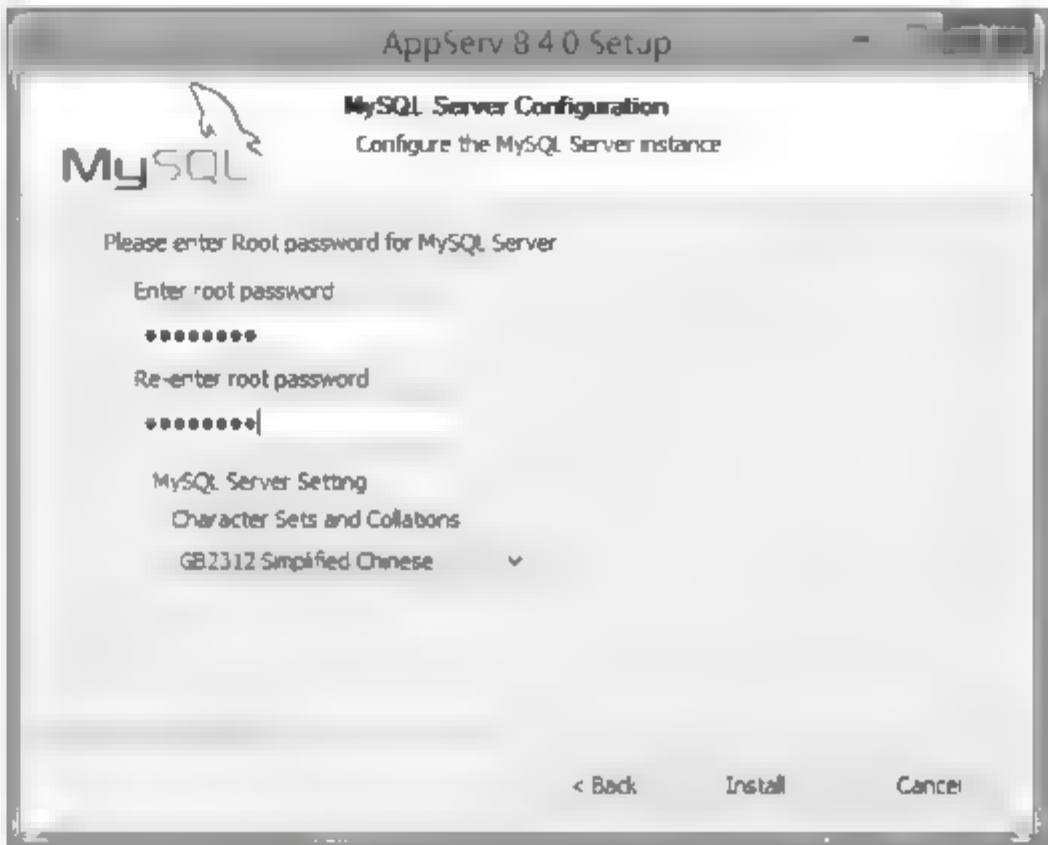 AppServ 8.4.0 Setup
MySQL Server Configuration
Configure the MySQL Server instance
MySQL
Please enter Root password for MySQL Server
Enter root password
●●●●●●●●
Re-enter root password
●●●●●●●●
MySQL Server Setting
Character Sets and Collations
GB2312 Simplified Chinese
< Back Install Cancel